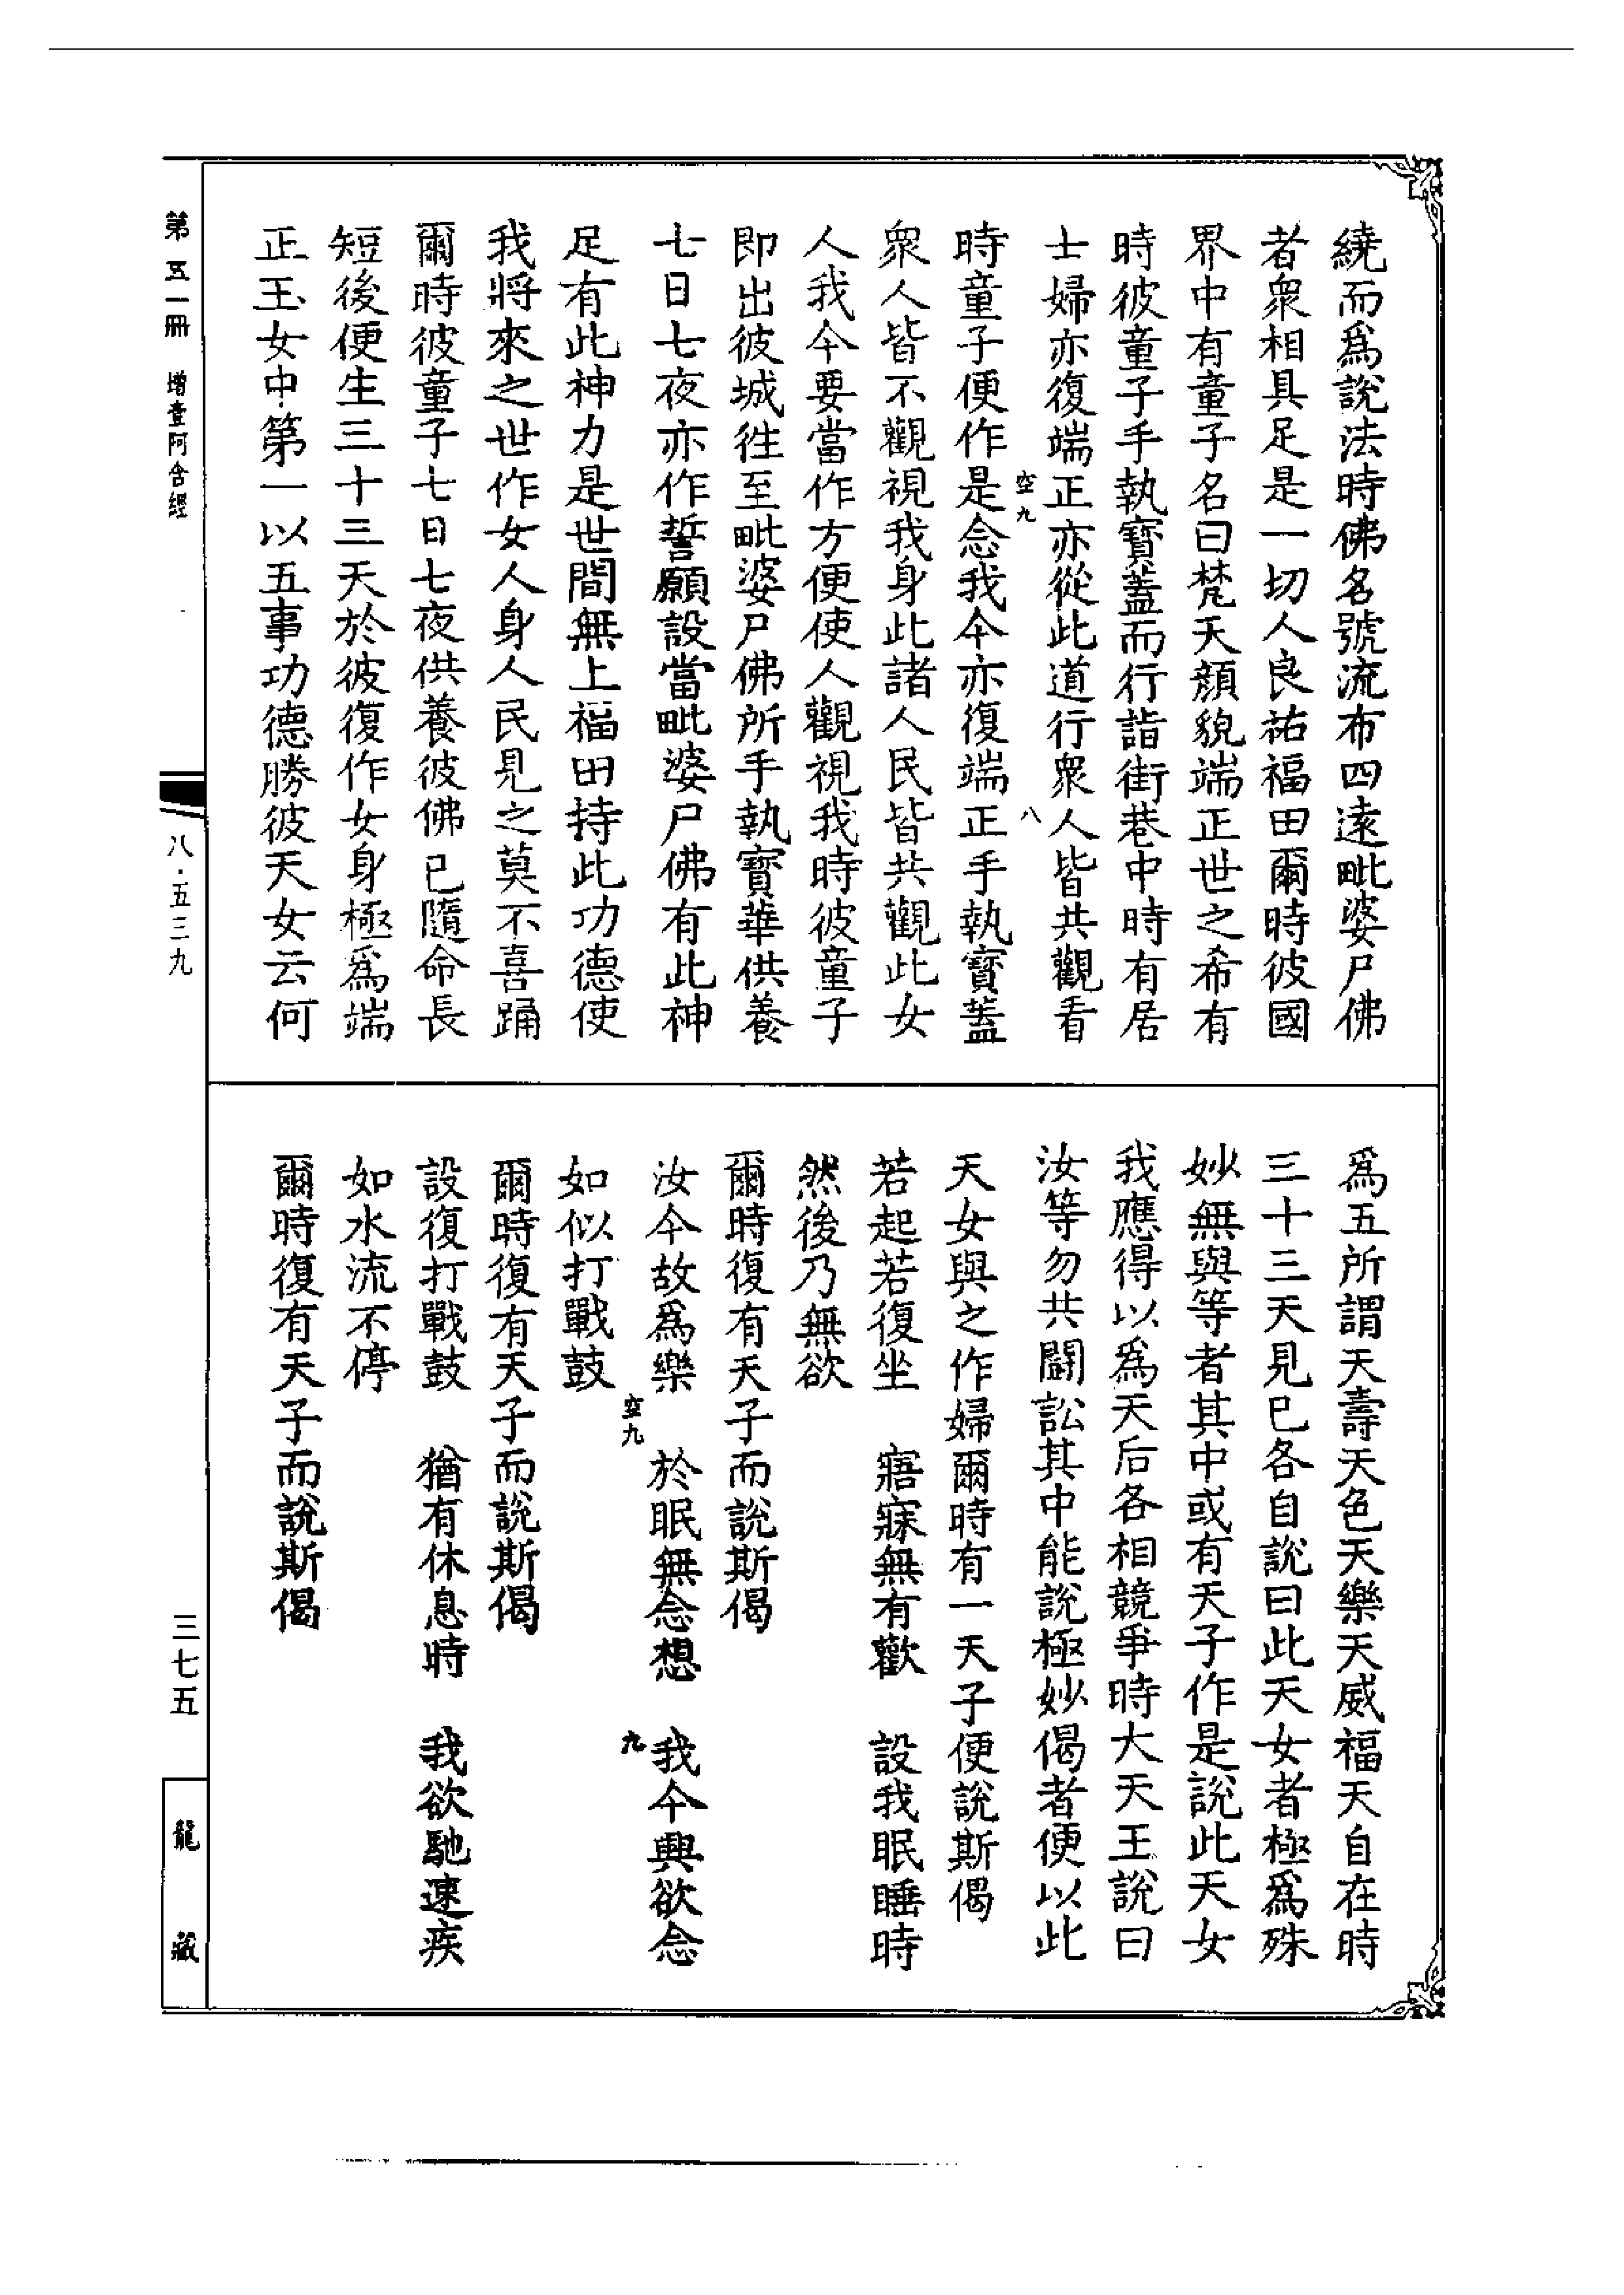 繞而爲說法時佛名號流布四遠毗婆尸佛
者衆相具足是一切人良祐福田爾時彼國
界中有童子名曰梵天顏貌端正世之希有
時彼童子手執寶蓋而行詣街巷中時有居
士婦亦復端正亦從此道行衆人皆共觀看
空九
八
時童子便作是念我今亦復端正手執寶蓋
衆人皆不觀視我身此諸人民皆共觀此女
人我今要當作方便使人觀視我時彼童子
即出彼城徃至毗婆尸佛所手執寶華供養
七日七夜亦作誓願設當毗婆尸佛有此神
足有此神力是世間無上福田持此功德使
我將來之世作女人身人民見之莫不喜踊
爾時彼童子七日七夜供養彼佛已隨命長
短後便生三十三天於彼復作女身極爲端
正玉女中第一以五事功德勝彼天女云何
爲五所謂天壽天色天樂天威福天自在時
三十三天見已各自說曰此天女者極爲殊
妙無與等者其中或有天子作是說此天女
我應得以爲天后各相競爭時大天王說曰
汝等勿共鬬訟其中能說極妙偈者便以此
天女與之作婦爾時有一天子便說斯偈
若起若復坐　寤寐無有歡　設我眠睡時
然後乃無欲
爾時復有天子而說斯偈
汝今故爲樂　於眠無念想　我今興欲念
空九
九
如似打戰鼓
爾時復有天子而說斯偈
設復打戰鼓　猶有休息時　我欲馳速疾
如水流不停
爾時復有天子而說斯偈
第五一冊　增壹阿含經
八·五三九
三七五
龍藏